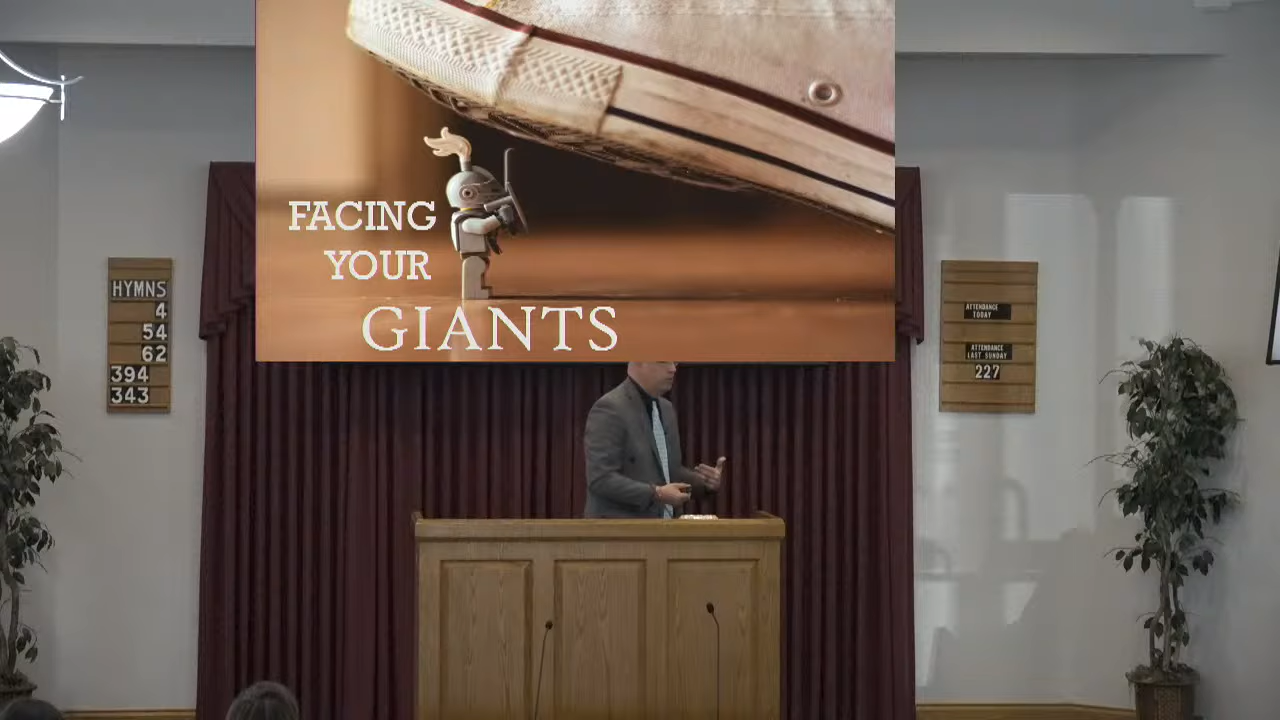 FACING
YOUR
GIANTS
HYMNS
4
54
62
394
343
ATTENDANCE
TODAY
ATTENDANCE
LAST SUNDAY
227